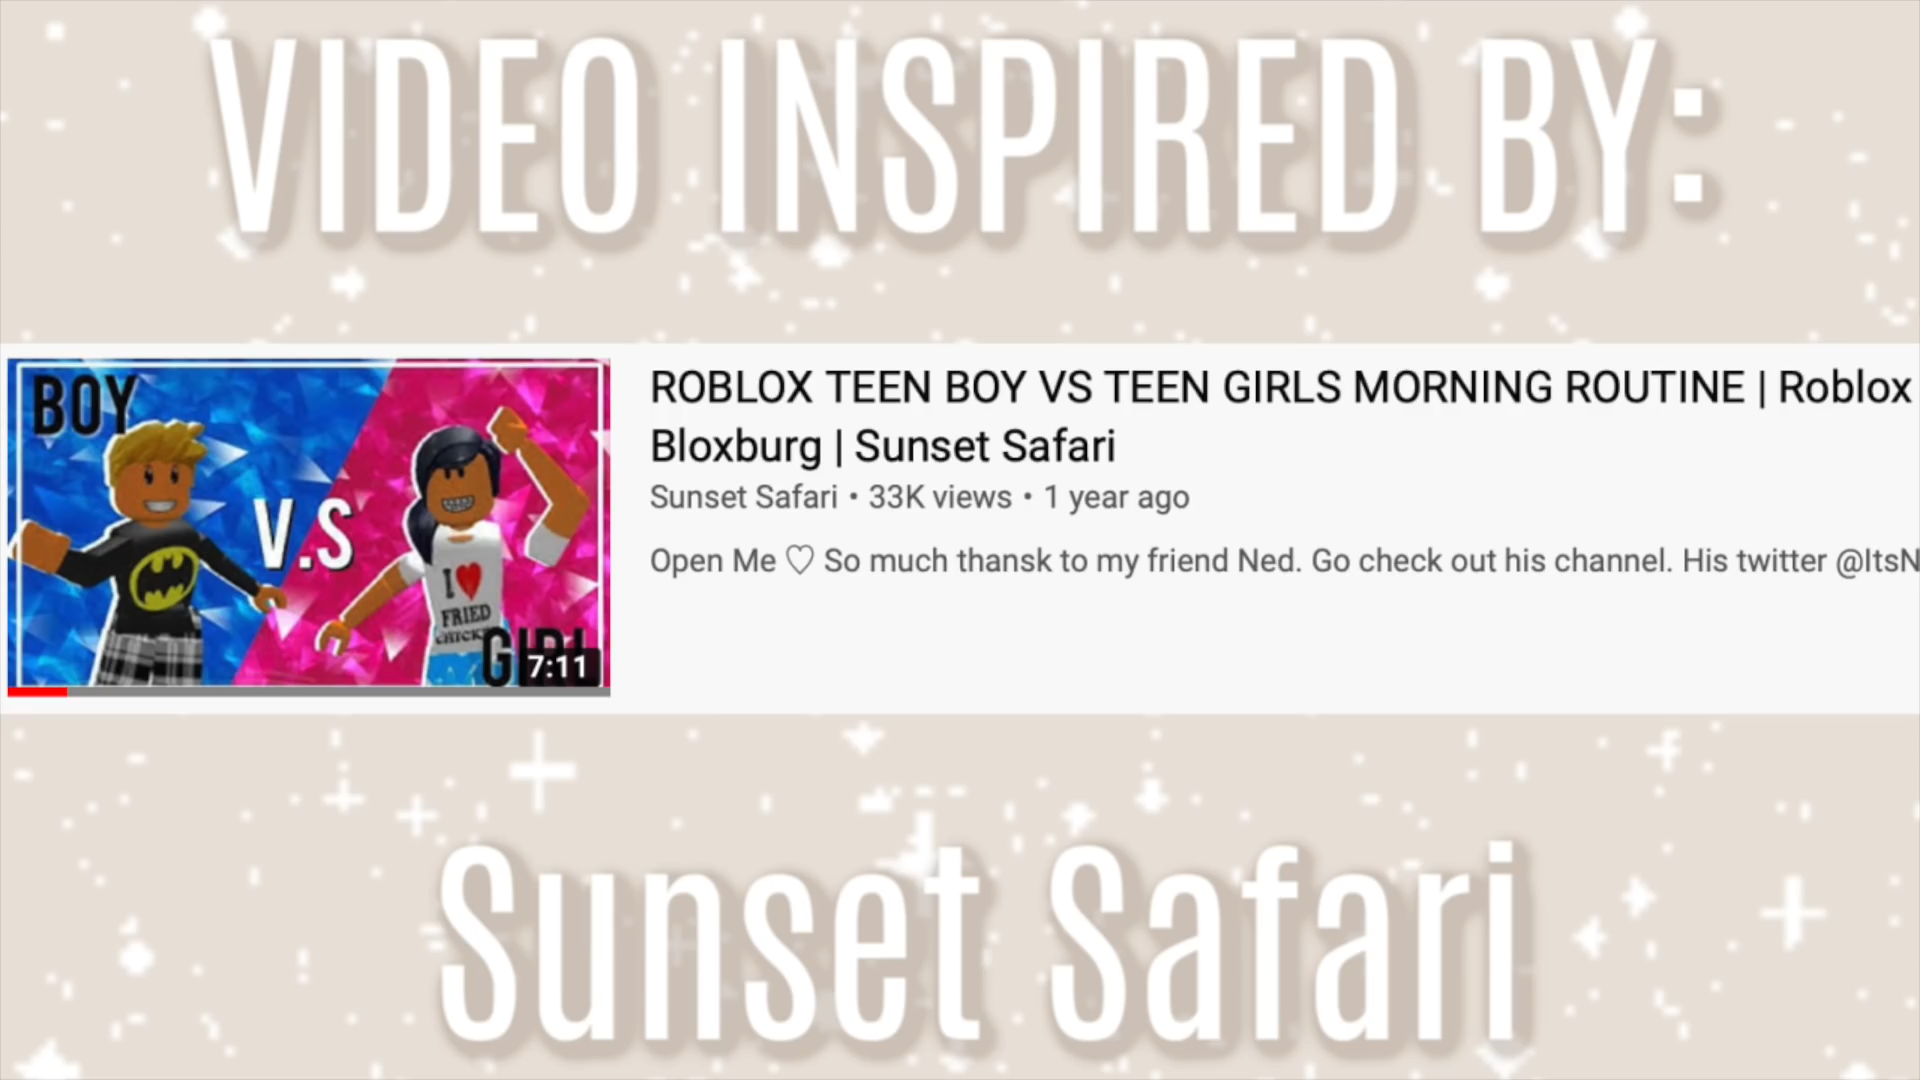 VIDEO INSPIRED BY:
BOY
V.S
I ♥
FRIED
CHICK
GIRL
7:11
ROBLOX TEEN BOY VS TEEN GIRLS MORNING ROUTINE | Roblox
Bloxburg | Sunset Safari
Sunset Safari • 33K views • 1 year ago
Open Me ♡ So much thansk to my friend Ned. Go check out his channel. His twitter @ItsN
Sunset Safari